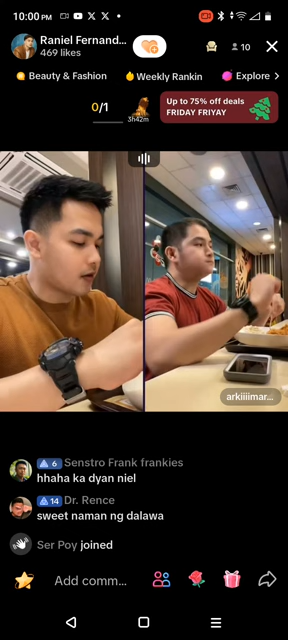 10:00 PM
Raniel Fernand...
469 likes
10
Beauty & Fashion
Weekly Rankin
Explore >
0/1
3h42m
Up to 75% off deals
FRIDAY FRIYAY
arkiiiimar...
6 Senstro Frank frankies
hhaha ka dyan niel
14 Dr. Rence
sweet naman ng dalawa
Ser Poy joined
Add comm...